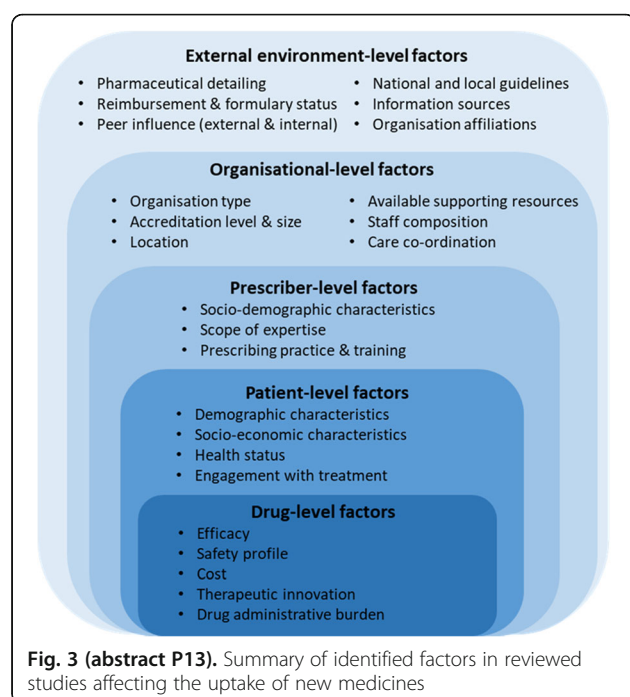 External environment-level factors
• Pharmaceutical detailing
• Reimbursement & formulary status
• Peer influence (external & internal)
• National and local guidelines
• Information sources
• Organisation affiliations
Organisational-level factors
• Organisation type
• Accreditation level & size
• Location
• Available supporting resources
• Staff composition
• Care co-ordination
Prescriber-level factors
• Socio-demographic characteristics
• Scope of expertise
• Prescribing practice & training
Patient-level factors
• Demographic characteristics
• Socio-economic characteristics
• Health status
• Engagement with treatment
Drug-level factors
• Efficacy
• Safety profile
• Cost
• Therapeutic innovation
• Drug administrative burden
Fig. 3 (abstract P13). Summary of identified factors in reviewed
studies affecting the uptake of new medicines